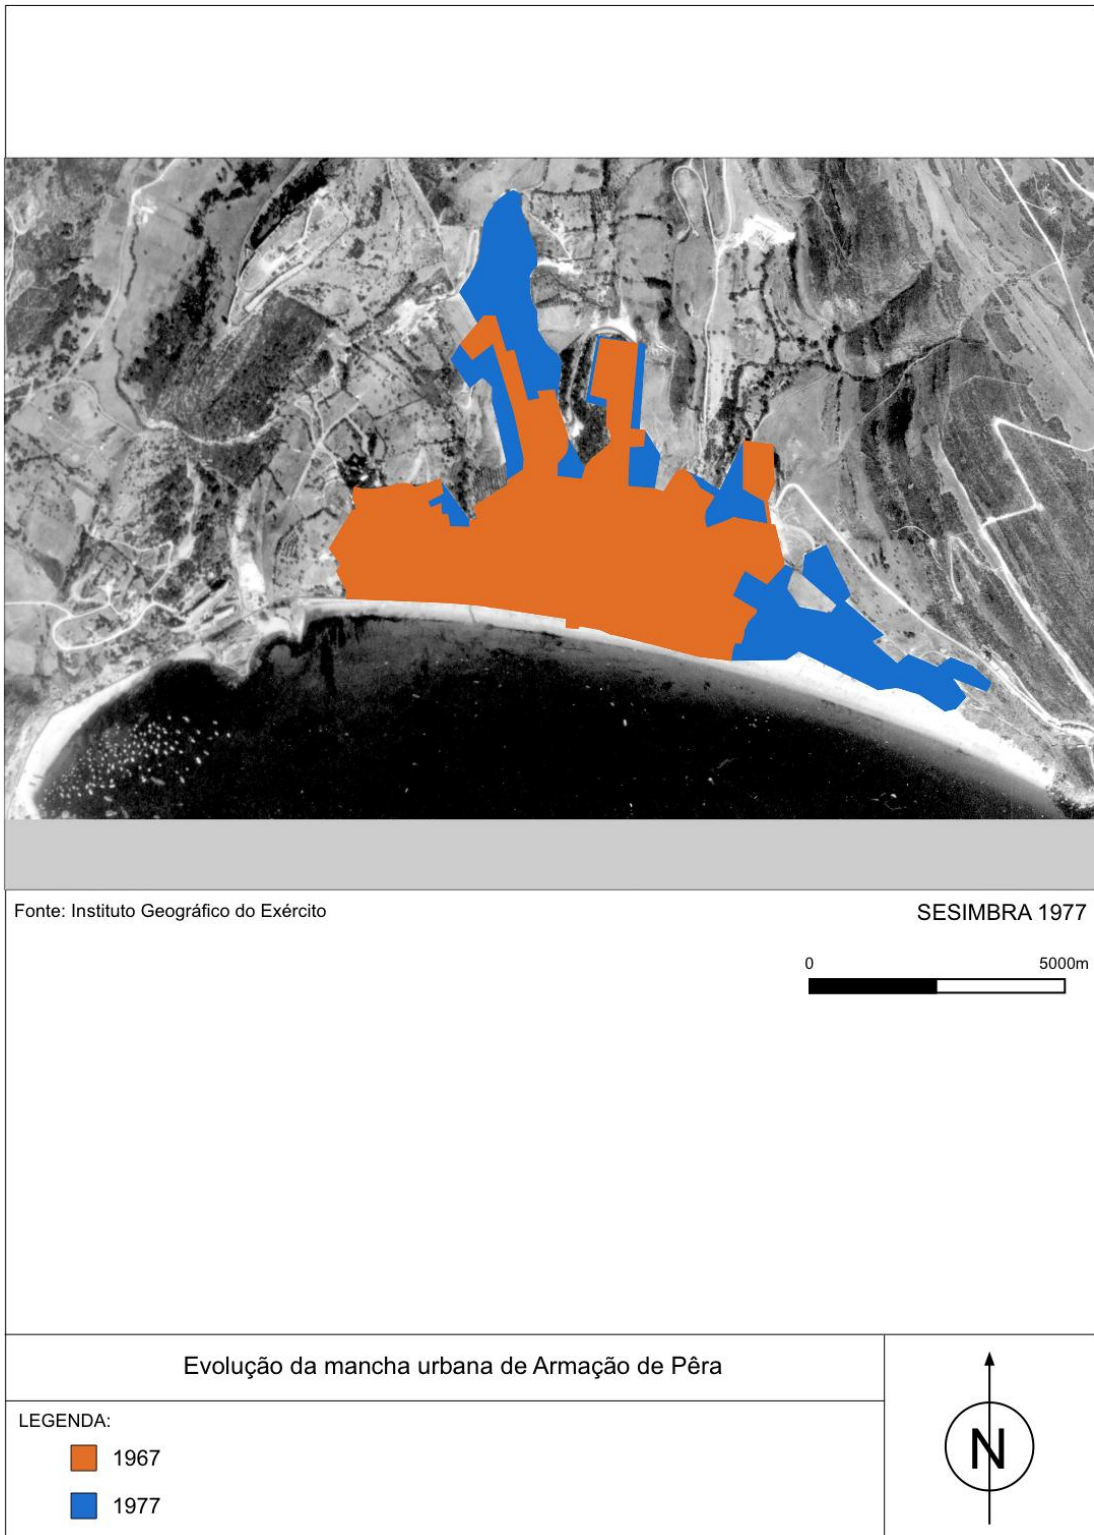 Fonte: Instituto Geográfico do Exército
SESIMBRA 1977
0 5000m
Evolução da mancha urbana de Armação de Pêra
LEGENDA:
1967
1977
N